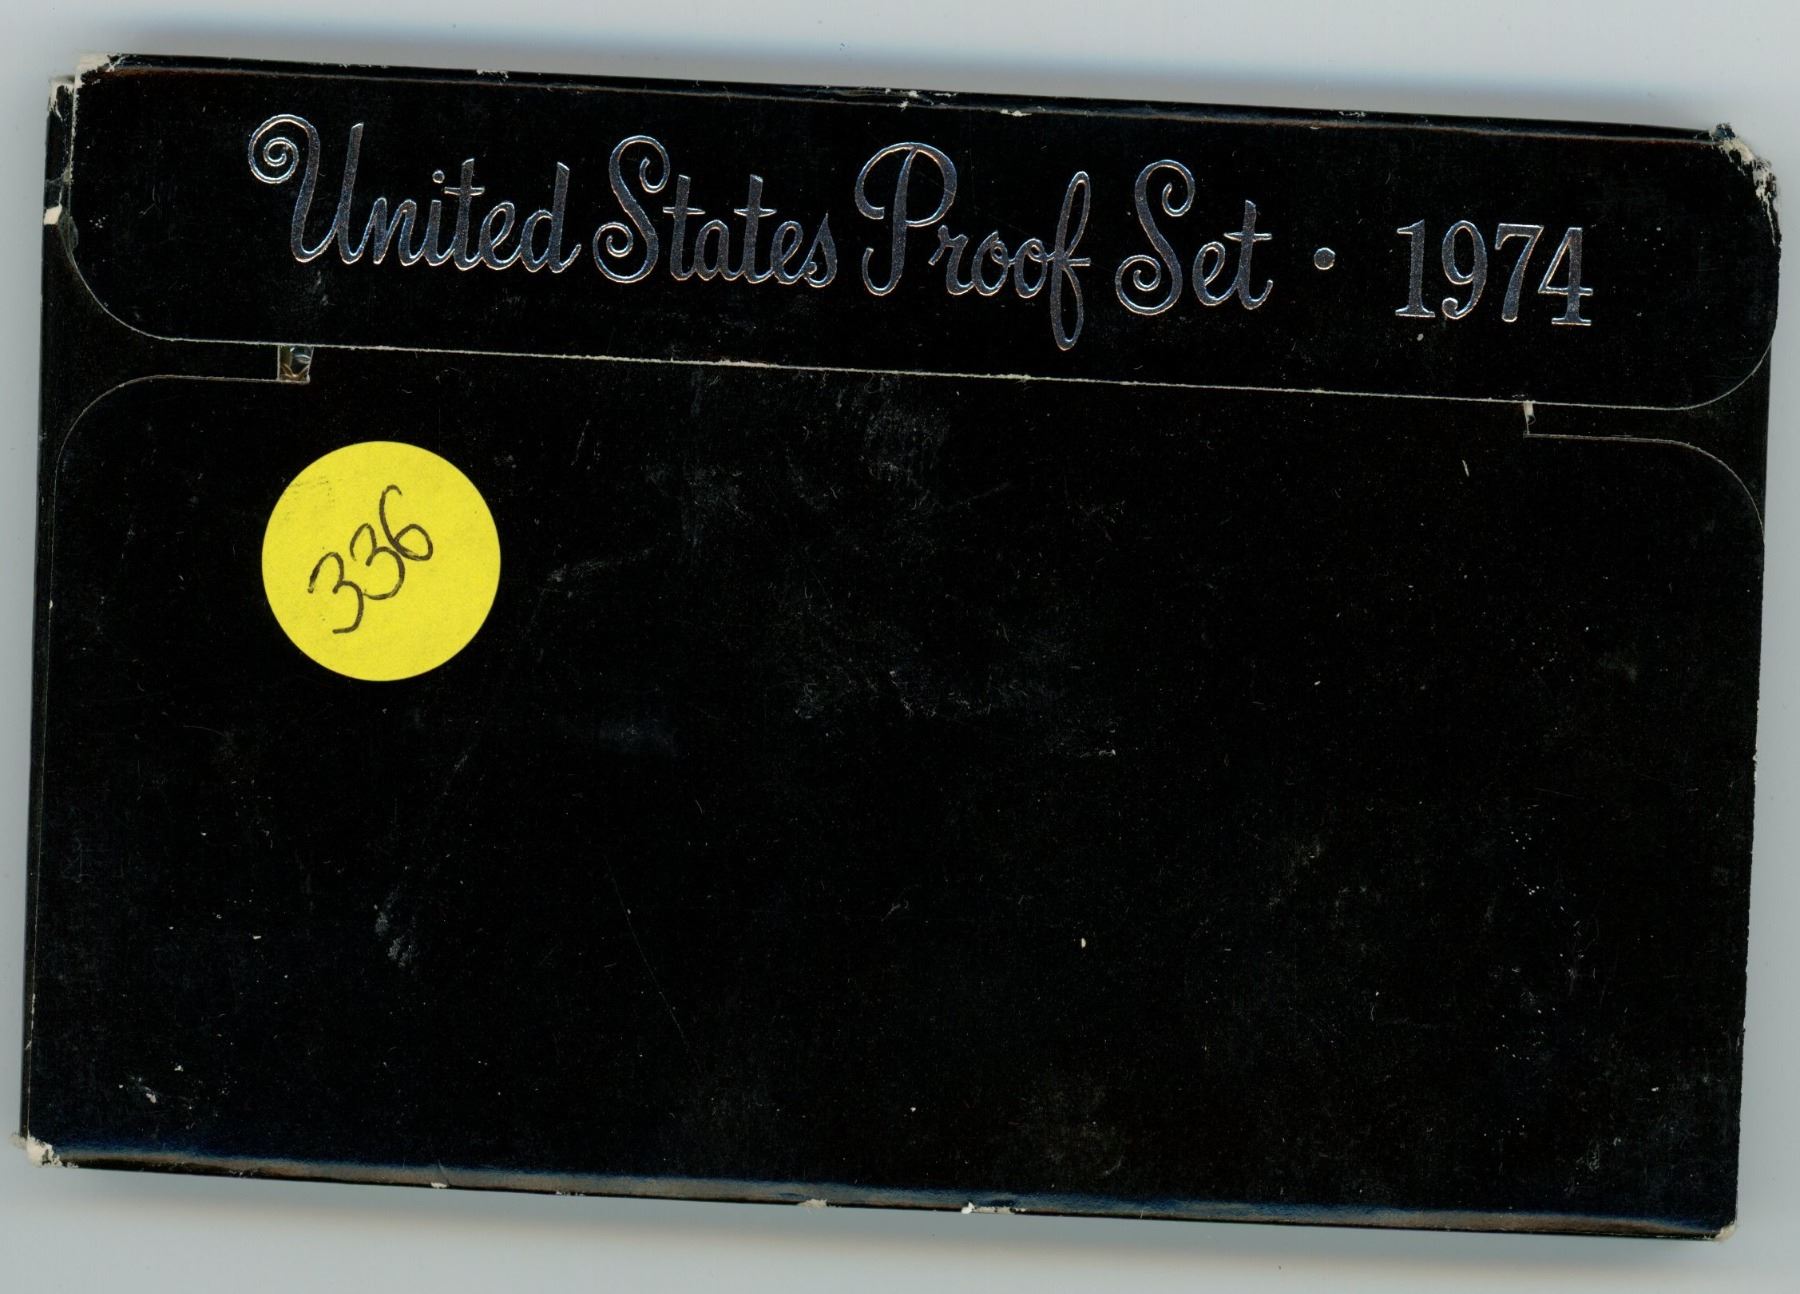 United States Proof Set · 1974
336